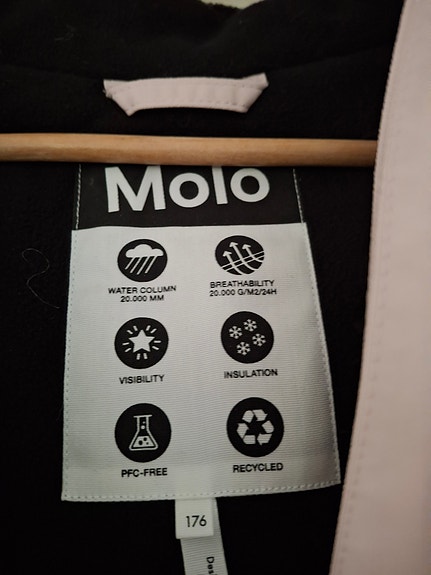 Molo
WATER COLUMN
20.000 MM
BREATHABILITY
20.000 G/M2/24H
VISIBILITY
INSULATION
PFC-FREE
RECYCLED
176